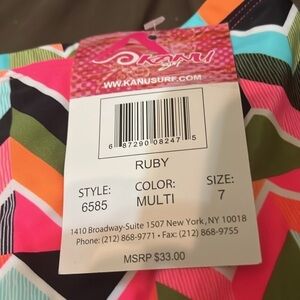 KANU
WWW.KANUSURF.COM
6 87290 08247 5
RUBY
STYLE: COLOR: SIZE:
6585 MULTI 7
1410 Broadway-Suite 1507 New York, NY 10018
Phone: (212) 868-9771 • Fax: (212) 868-9755
MSRP $33.00